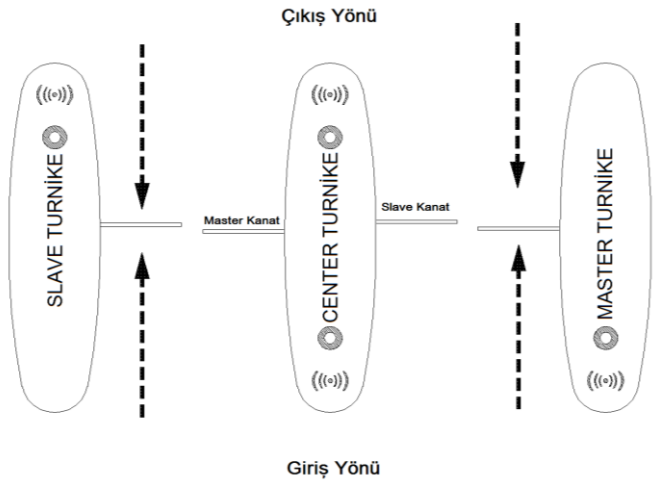 Çıkış Yönü
SLAVE TURNİKE
Master Kanat
CENTER TURNİKE
Slave Kanat
MASTER TURNİKE
Giriş Yönü